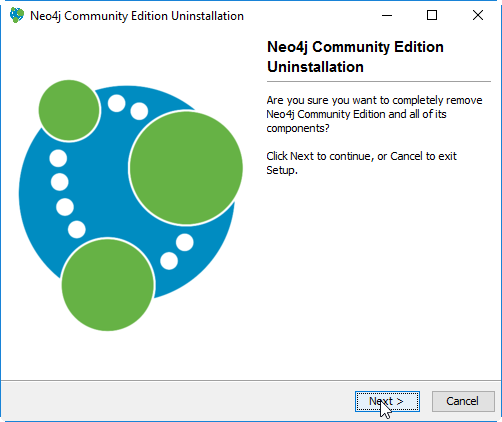 Neo4j Community Edition Uninstallation
Neo4j Community Edition
Uninstallation
Are you sure you want to completely remove
Neo4j Community Edition and all of its
components?
Click Next to continue, or Cancel to exit
Setup.
Next >
Cancel